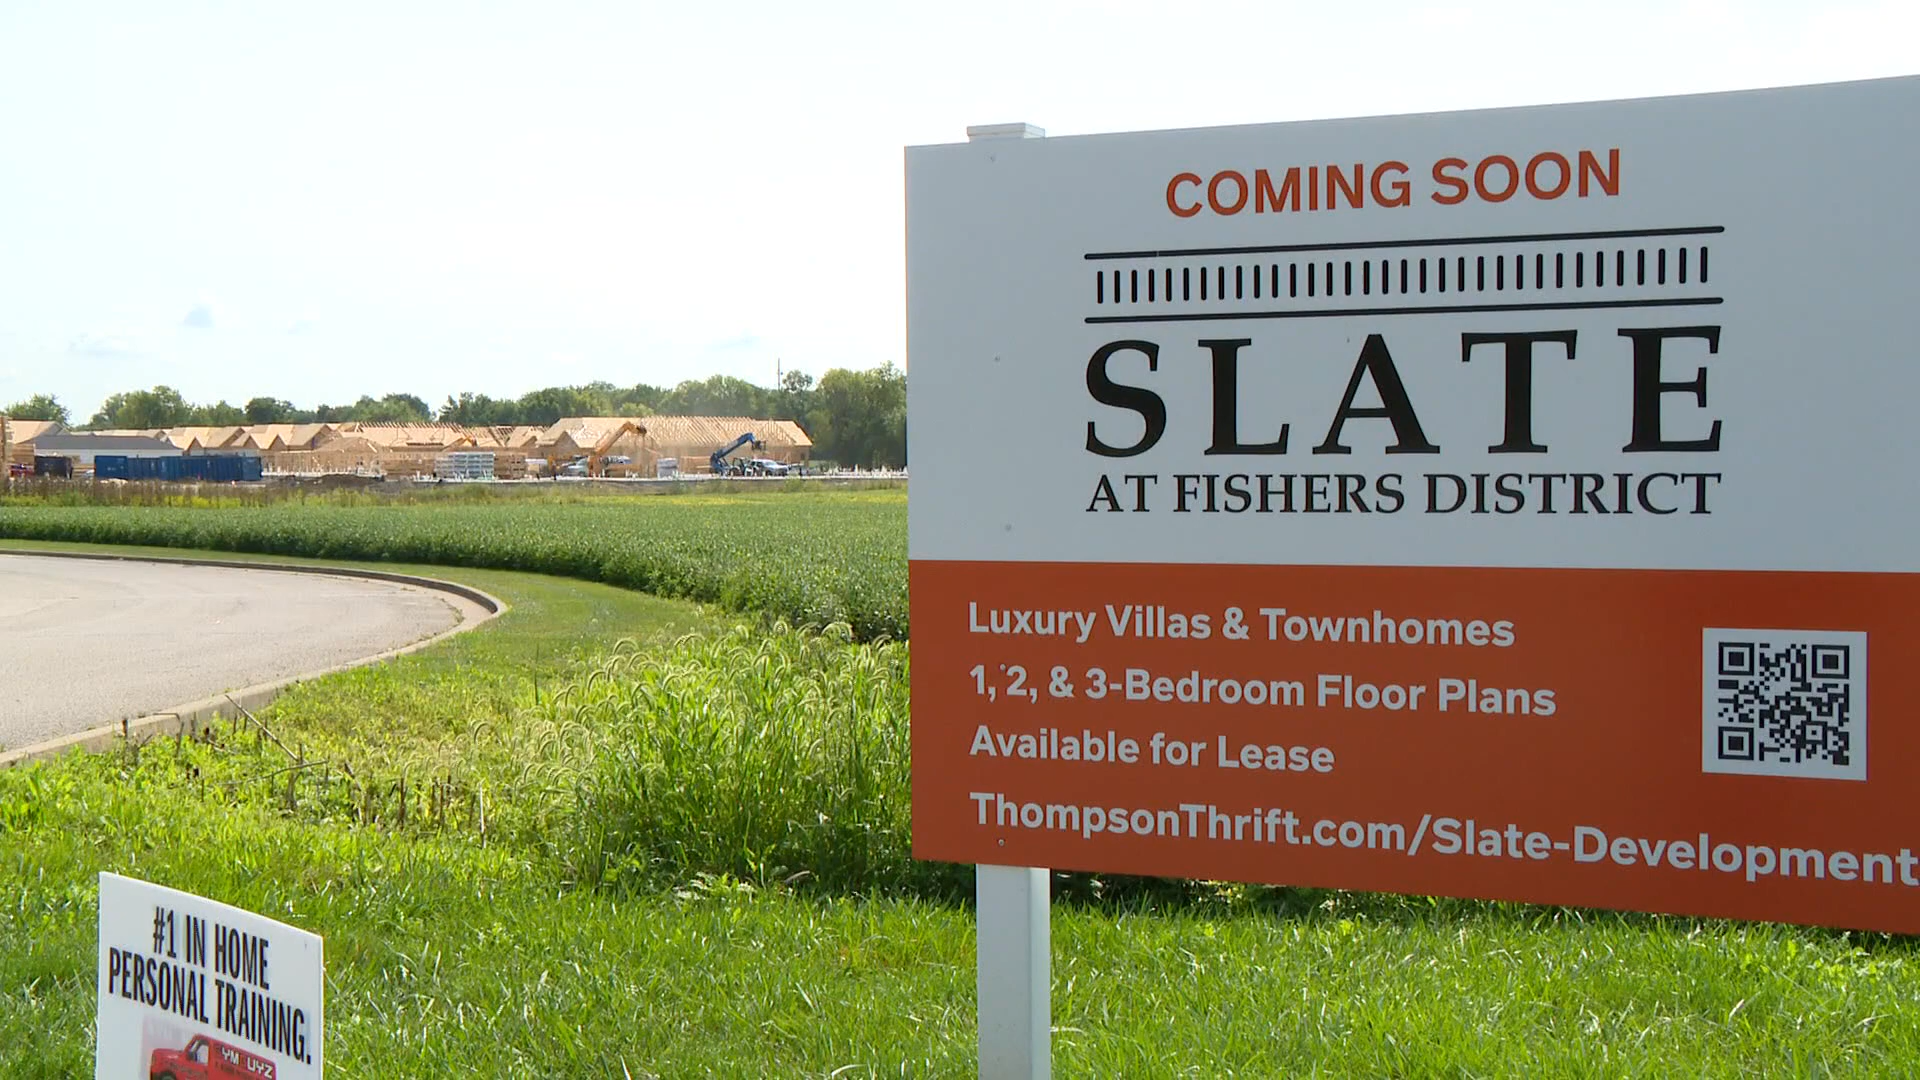 COMING SOON
SLATE
AT FISHERS DISTRICT
Luxury Villas & Townhomes
1, 2, & 3-Bedroom Floor Plans
Available for Lease
ThompsonThrift.com/Slate-Development
#1 IN HOME
PERSONAL TRAINING.